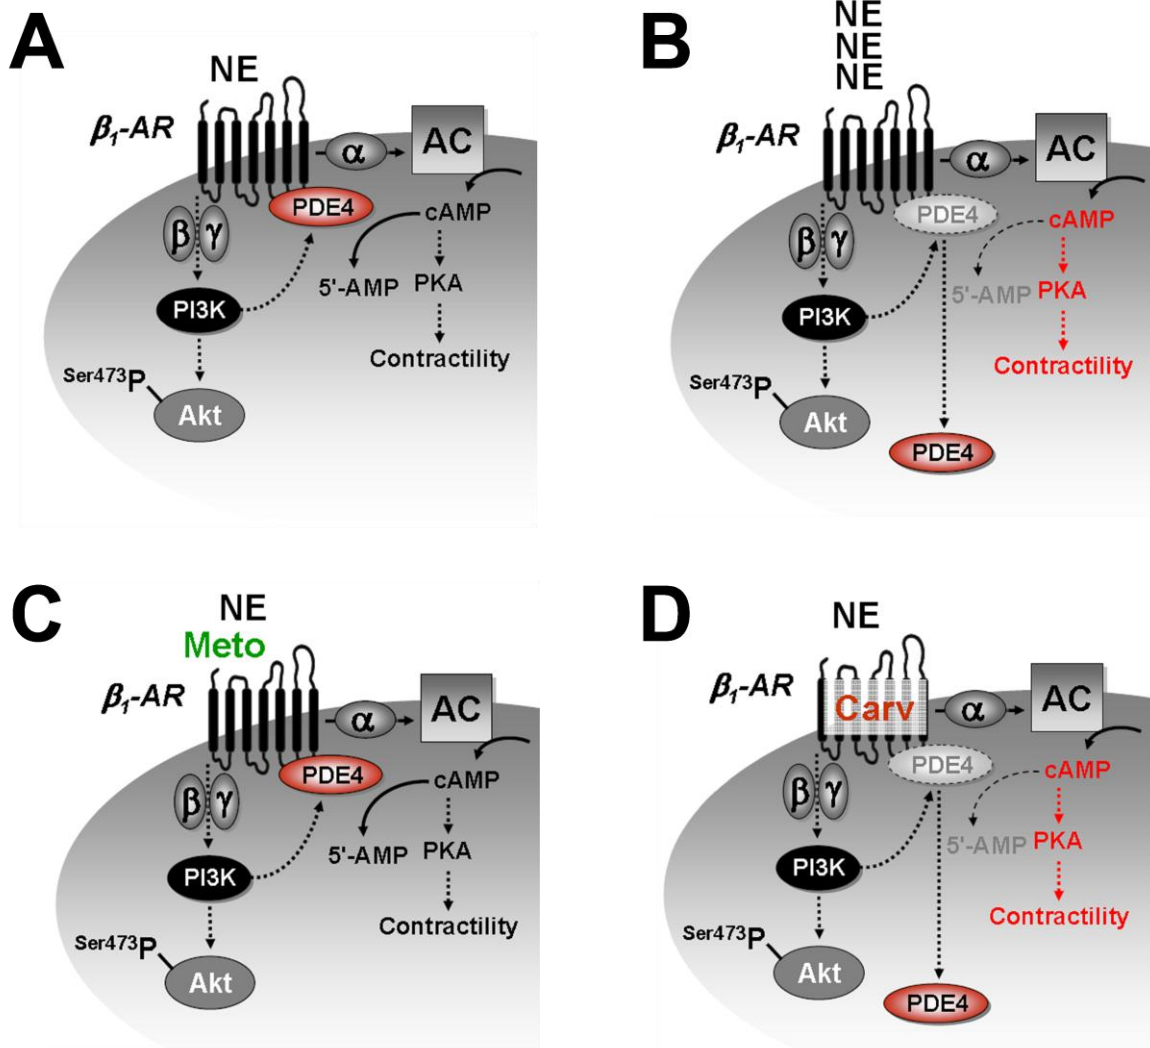 A
NE
β1-AR
α
AC
PDE4
cAMP
β γ
5'-AMP PKA
PI3K
Contractility
Ser473P
Akt
B
NE
NE
NE
β1-AR
α
AC
PDE4
cAMP
β γ
5'-AMP PKA
PI3K
Contractility
Ser473P
Akt
PDE4
C
NE
Meto
β1-AR
α
AC
PDE4
cAMP
β γ
5'-AMP PKA
PI3K
Contractility
Ser473P
Akt
D
NE
β1-AR
Carv
α
AC
PDE4
cAMP
β γ
5'-AMP PKA
PI3K
Contractility
Ser473P
Akt
PDE4